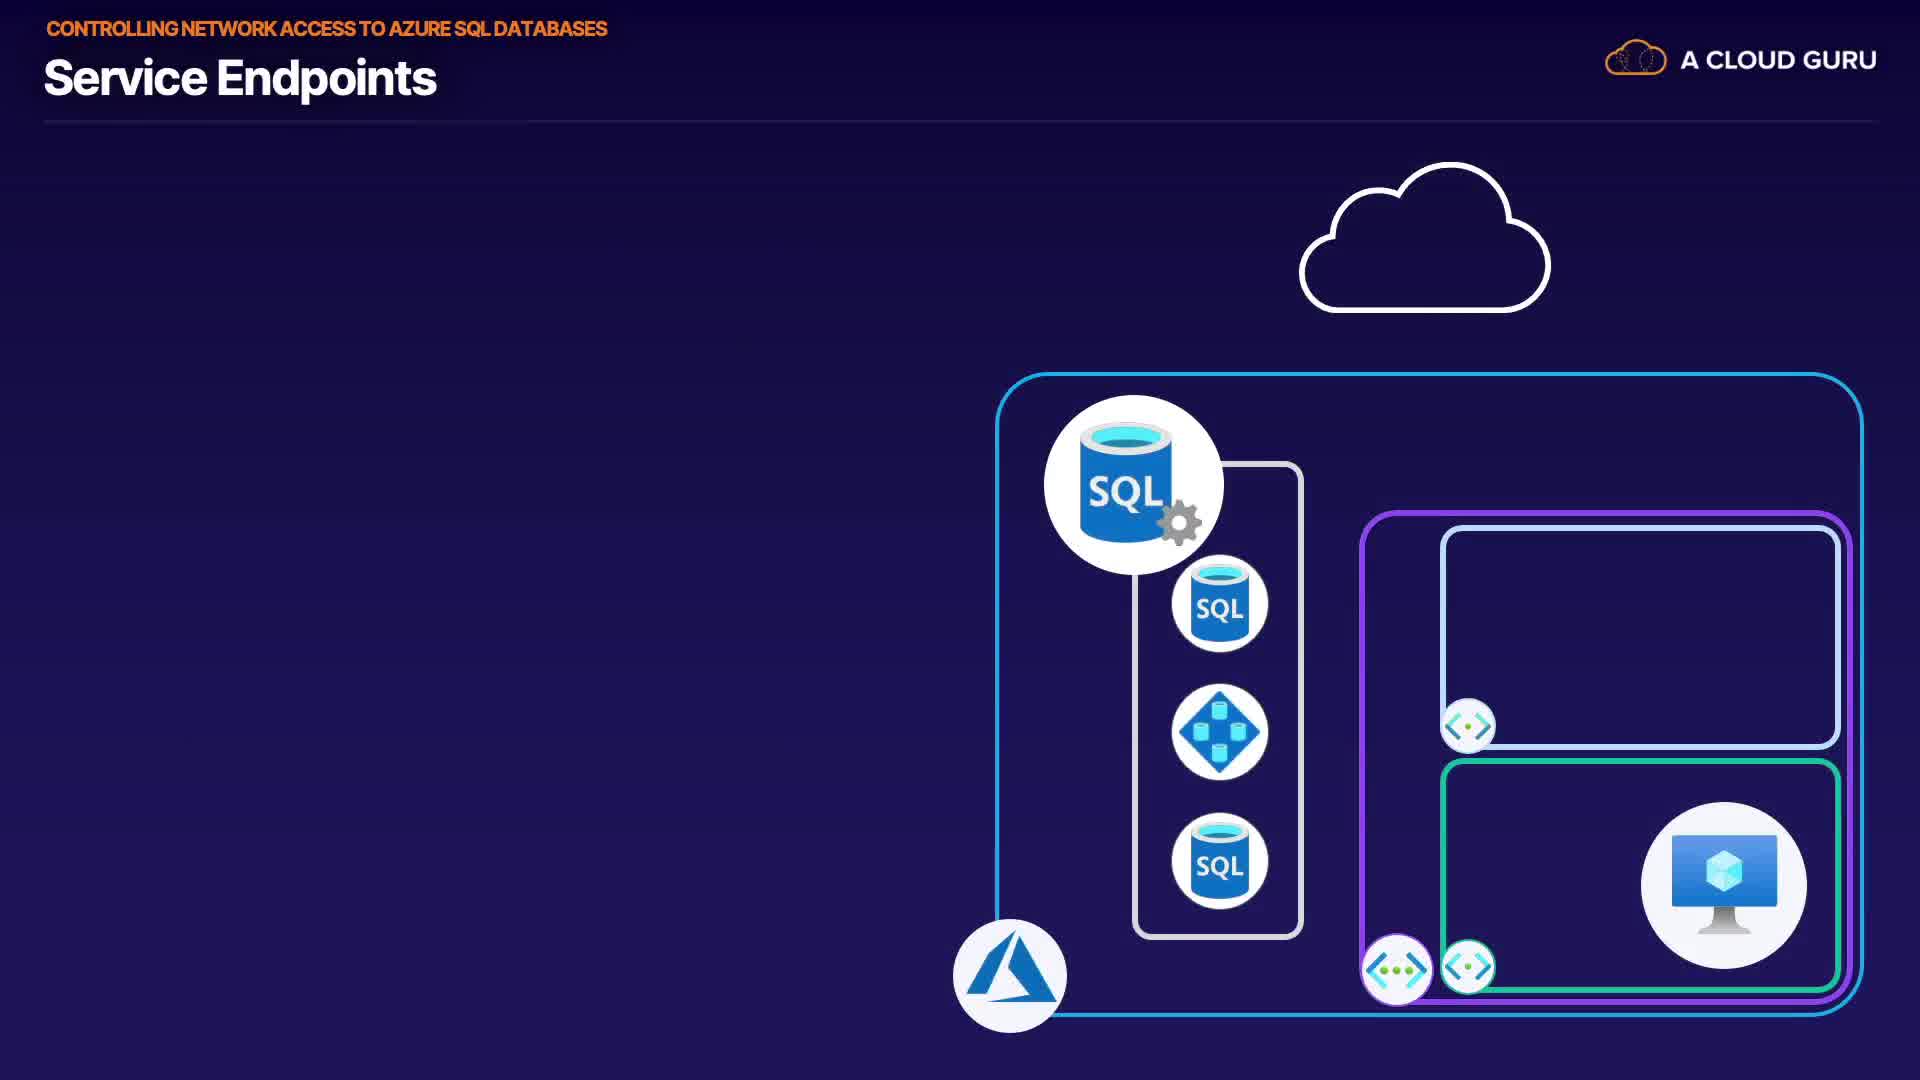 CONTROLLING NETWORK ACCESS TO AZURE SQL DATABASES
Service Endpoints
A CLOUD GURU
SQL
SQL
SQL